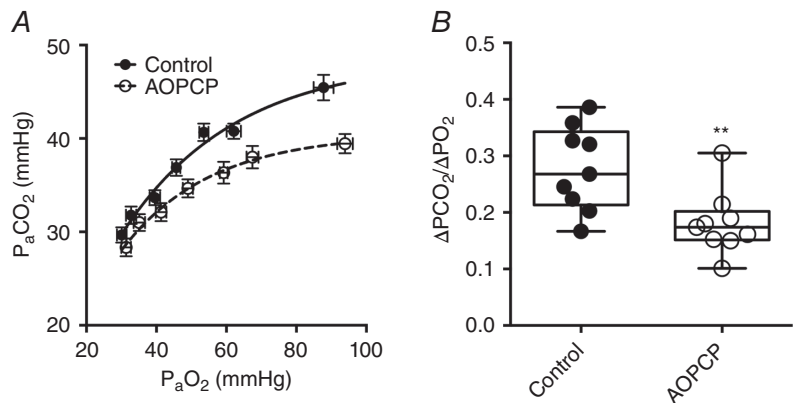 A
50
40
30
20
PaCO2 (mmHg)
Control
AOPCP
20 40 60 80 100
PaO2 (mmHg)
B
0.5
0.4
0.3
0.2
0.1
0.0
ΔPCO2/ΔPO2
**
Control
AOPCP